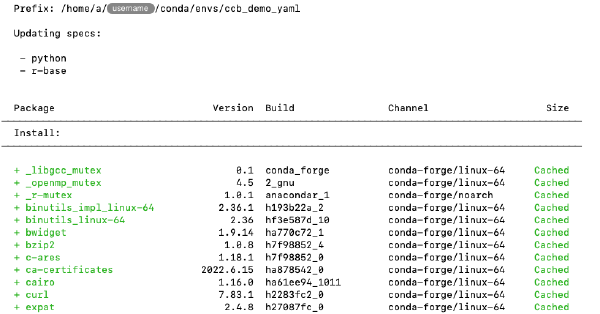 Prefix: /home/a/username/conda/envs/ccb_demo_yaml
Updating specs:
- python
- r-base
Package Version Build Channel Size
Install:
+ _libgcc_mutex 0.1 conda_forge conda-forge/linux-64 Cached
+ _openmp_mutex 4.5 2_gnu conda-forge/linux-64 Cached
+ _r-mutex 1.0.1 anacondar_1 conda-forge/noarch Cached
+ binutils_impl_linux-64 2.36.1 h193b22a_2 conda-forge/linux-64 Cached
+ binutils_linux-64 2.36 hf3e587d_10 conda-forge/linux-64 Cached
+ bwidget 1.9.14 ha770c72_1 conda-forge/linux-64 Cached
+ bzip2 1.0.8 h7f98852_4 conda-forge/linux-64 Cached
+ c-ares 1.18.1 h7f98852_0 conda-forge/linux-64 Cached
+ ca-certificates 2022.6.15 ha878542_0 conda-forge/linux-64 Cached
+ cairo 1.16.0 ha61ee94_1011 conda-forge/linux-64 Cached
+ curl 7.83.1 h2283fc2_0 conda-forge/linux-64 Cached
+ expat 2.4.8 h27087fc_0 conda-forge/linux-64 Cached